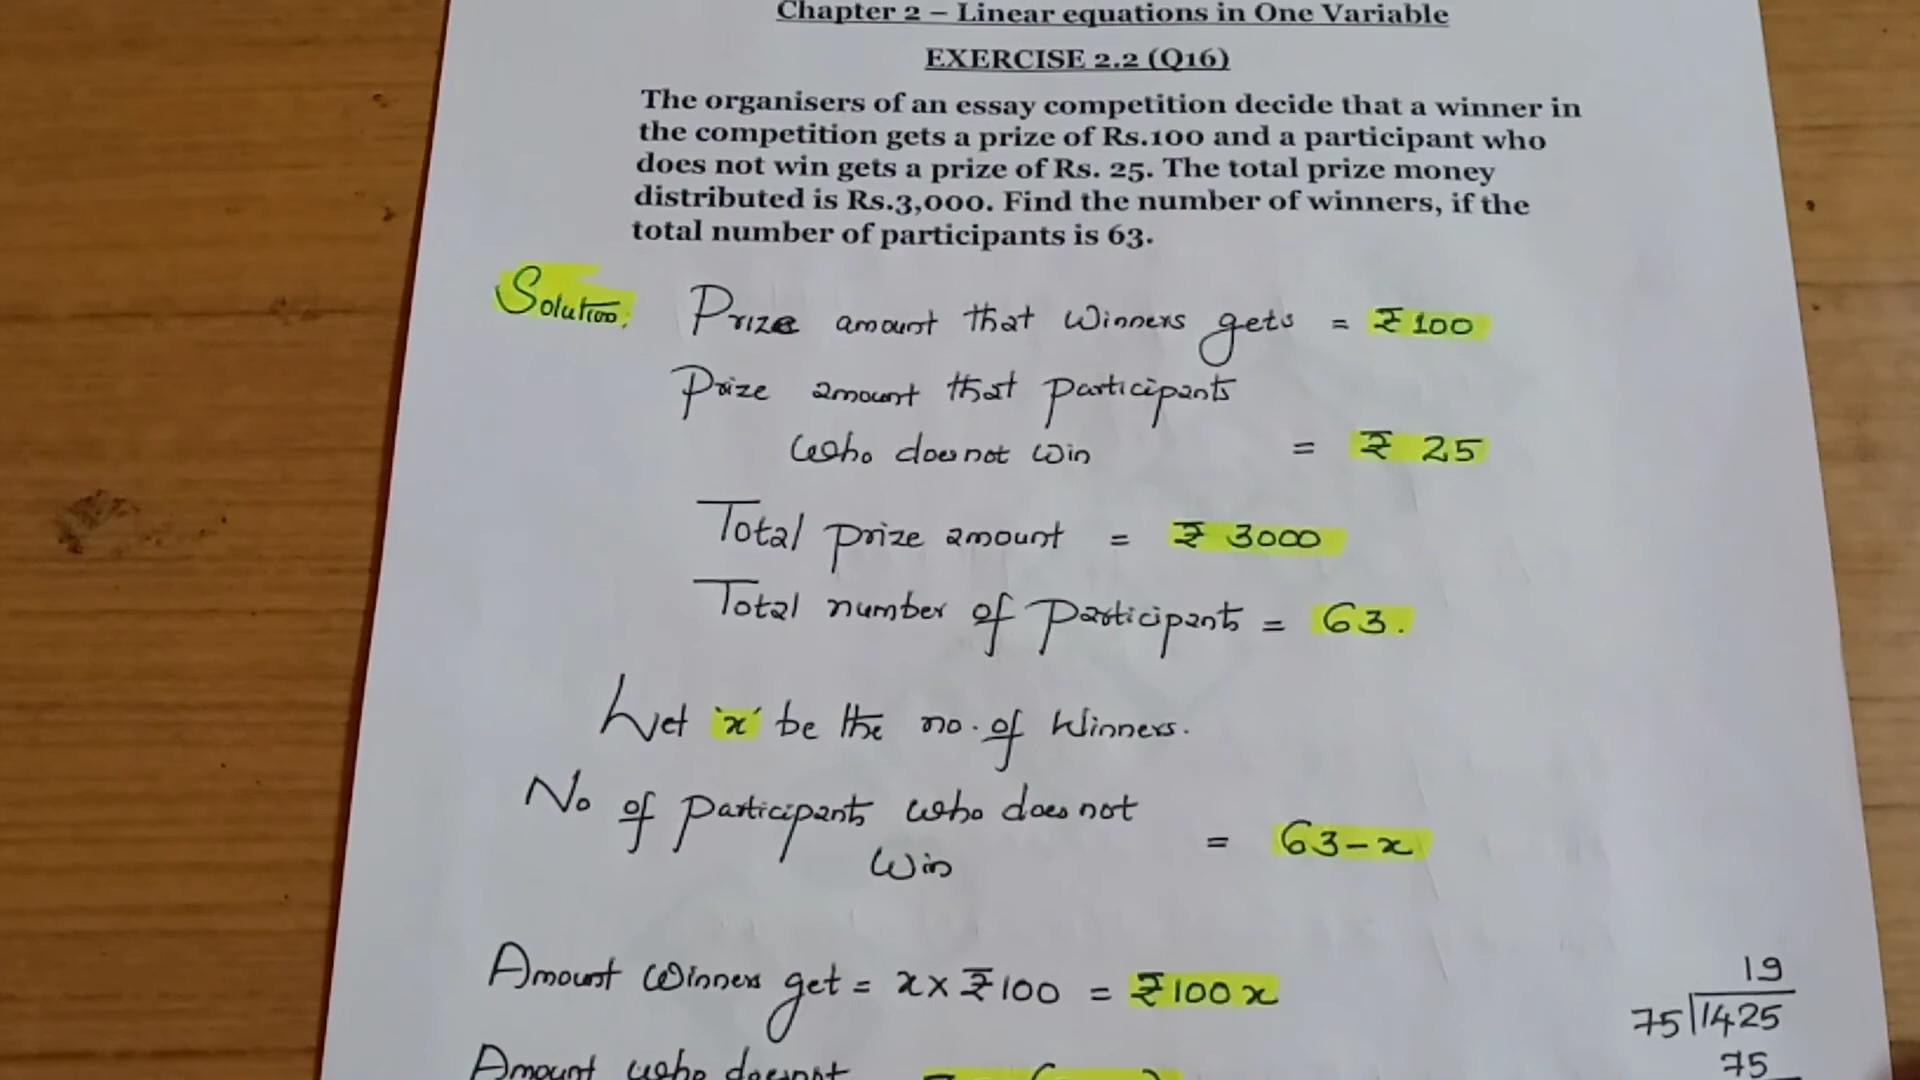 Chapter 2 – Linear equations in One Variable
EXERCISE 2.2 (Q16)
The organisers of an essay competition decide that a winner in
the competition gets a prize of Rs.100 and a participant who
does not win gets a prize of Rs. 25. The total prize money
distributed is Rs.3,000. Find the number of winners, if the
total number of participants is 63.
Solution: Prize amount that winners gets = ₹ 100
Prize amount that participants
who does not win = ₹ 25
Total prize amount = ₹ 3000
Total number of participants = 63.
Let 'x' be the no. of winners.
No of participants who does not
win = 63-x
Amount winners get = x × ₹ 100 = ₹ 100 x
19
75 1425
75
Amount who doesnot